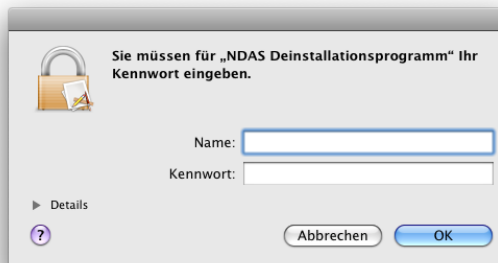 Sie müssen für „NDAS Deinstallationsprogramm“ Ihr
Kennwort eingeben.
Name:
Kennwort:
Details
?
Abbrechen
OK